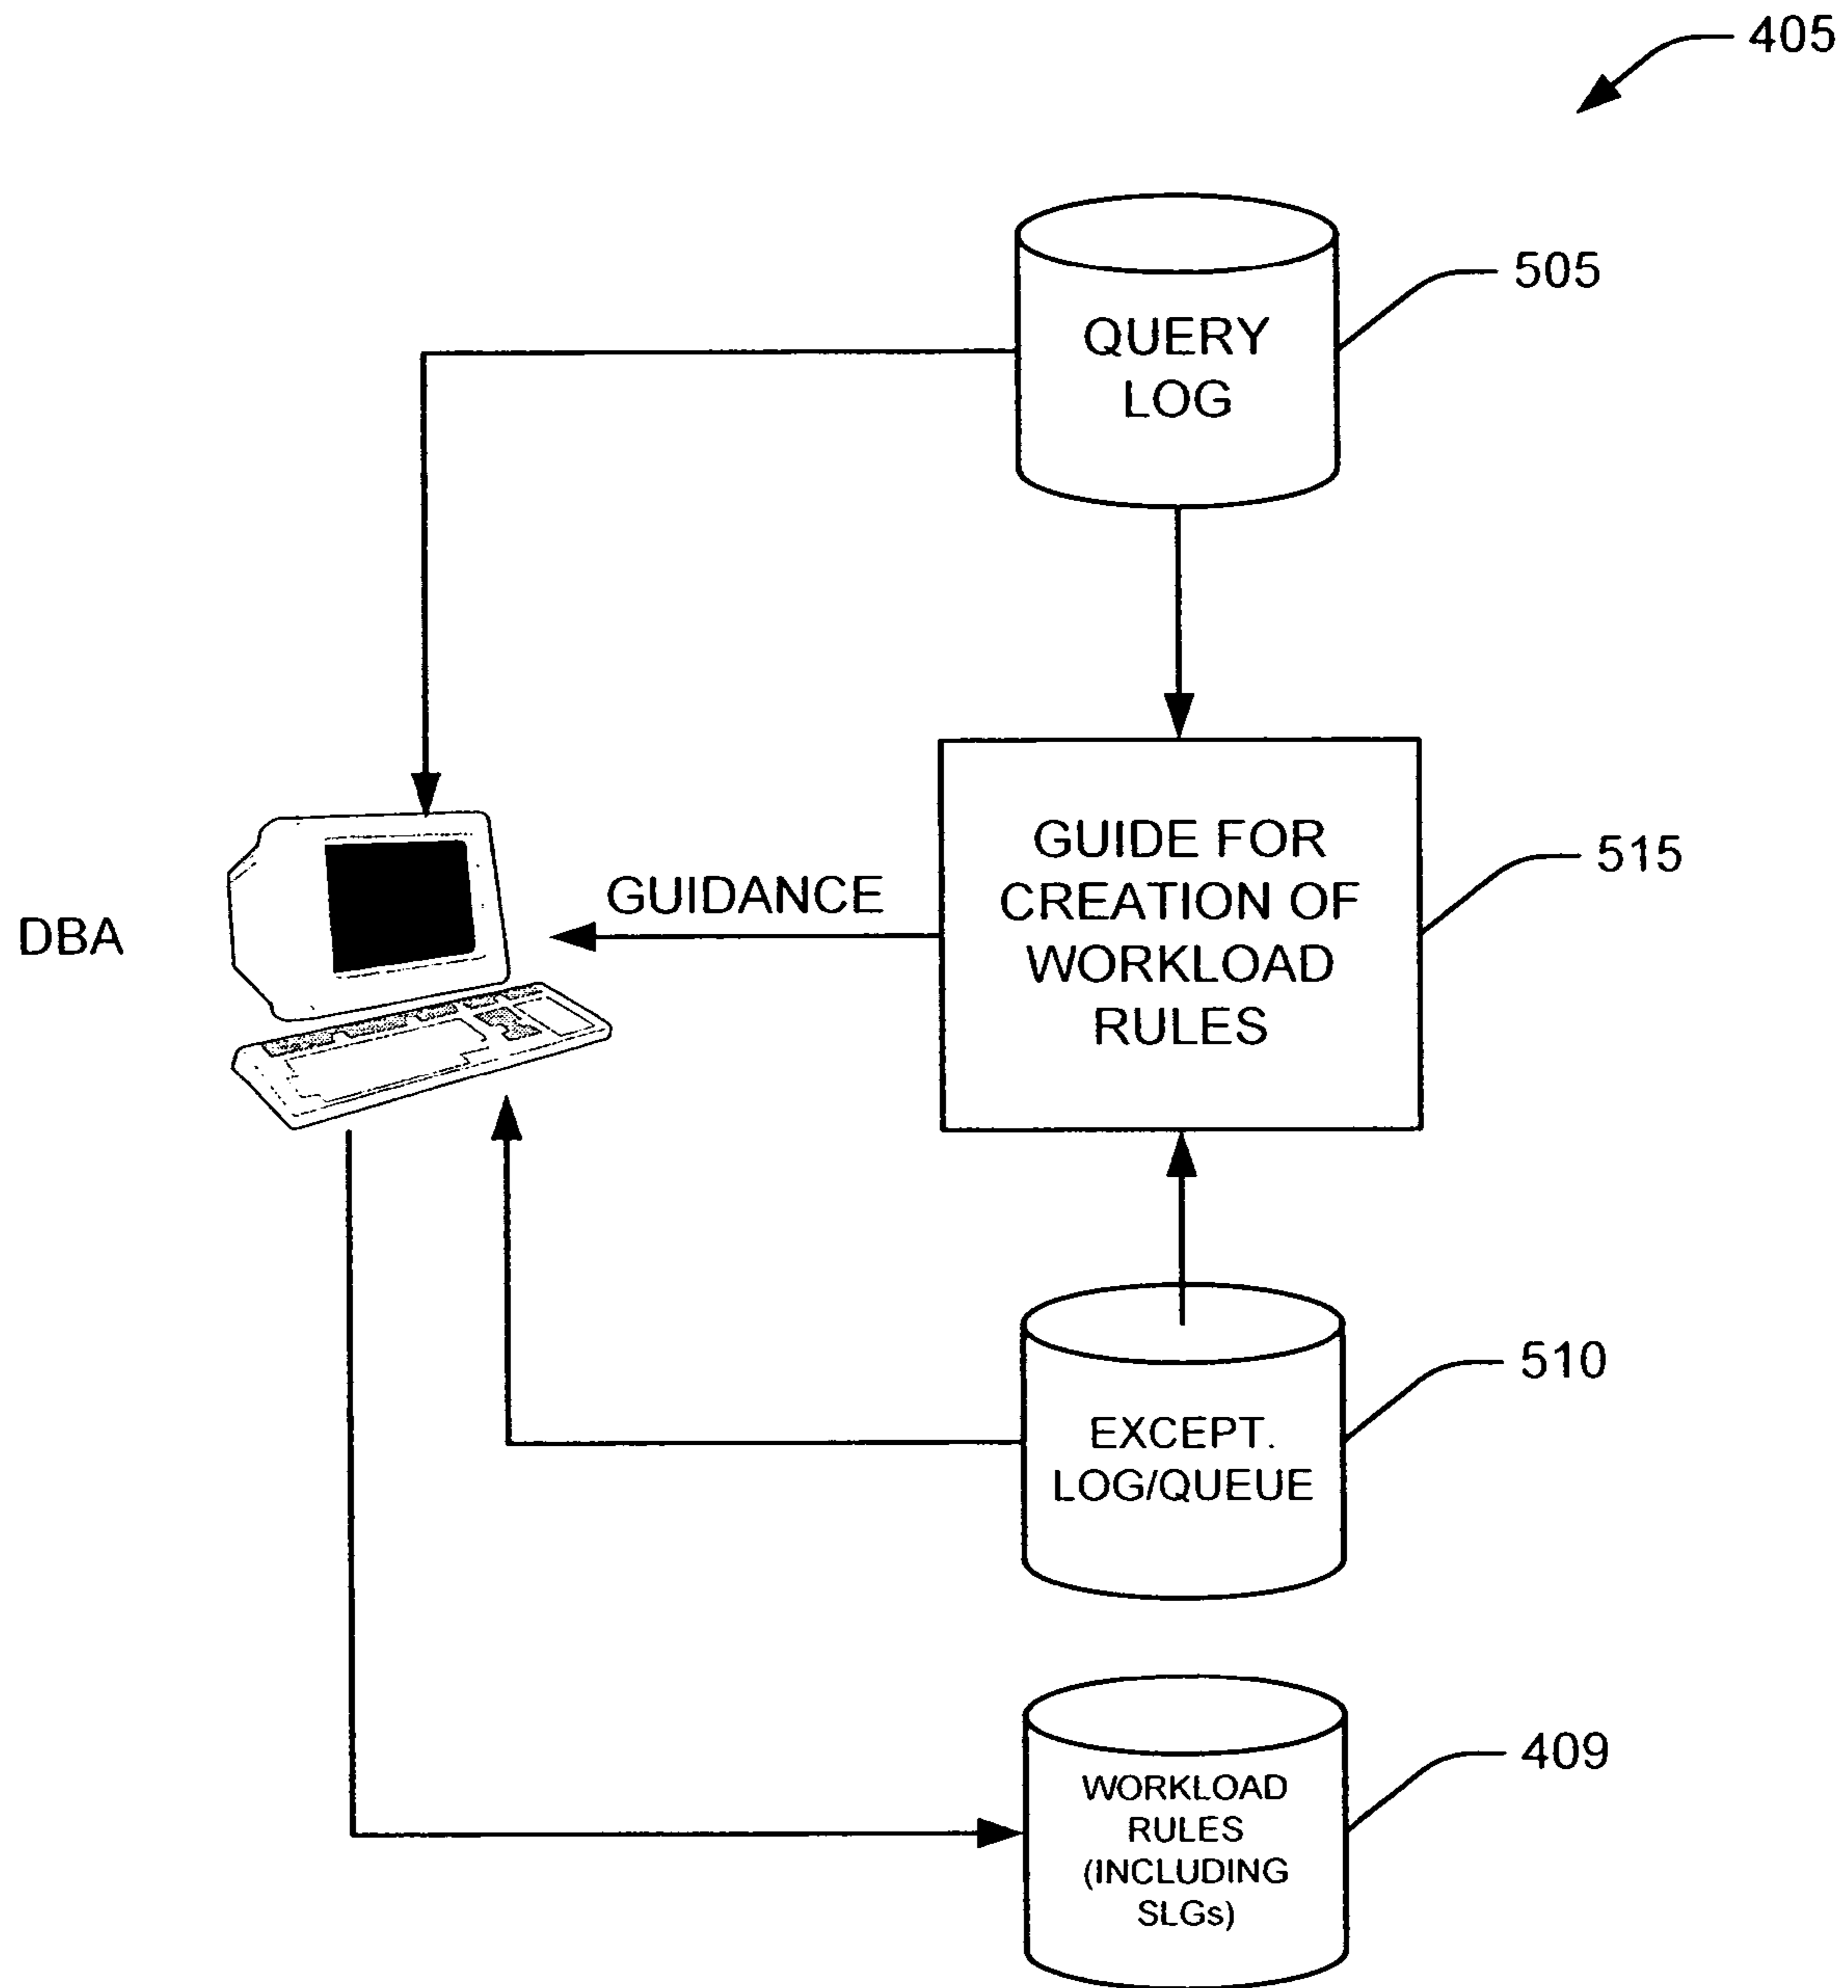 405
505
QUERY
LOG
GUIDE FOR
CREATION OF
WORKLOAD
RULES
515
GUIDANCE
DBA
510
EXCEPT.
LOG/QUEUE
409
WORKLOAD
RULES
(INCLUDING
SLGs)